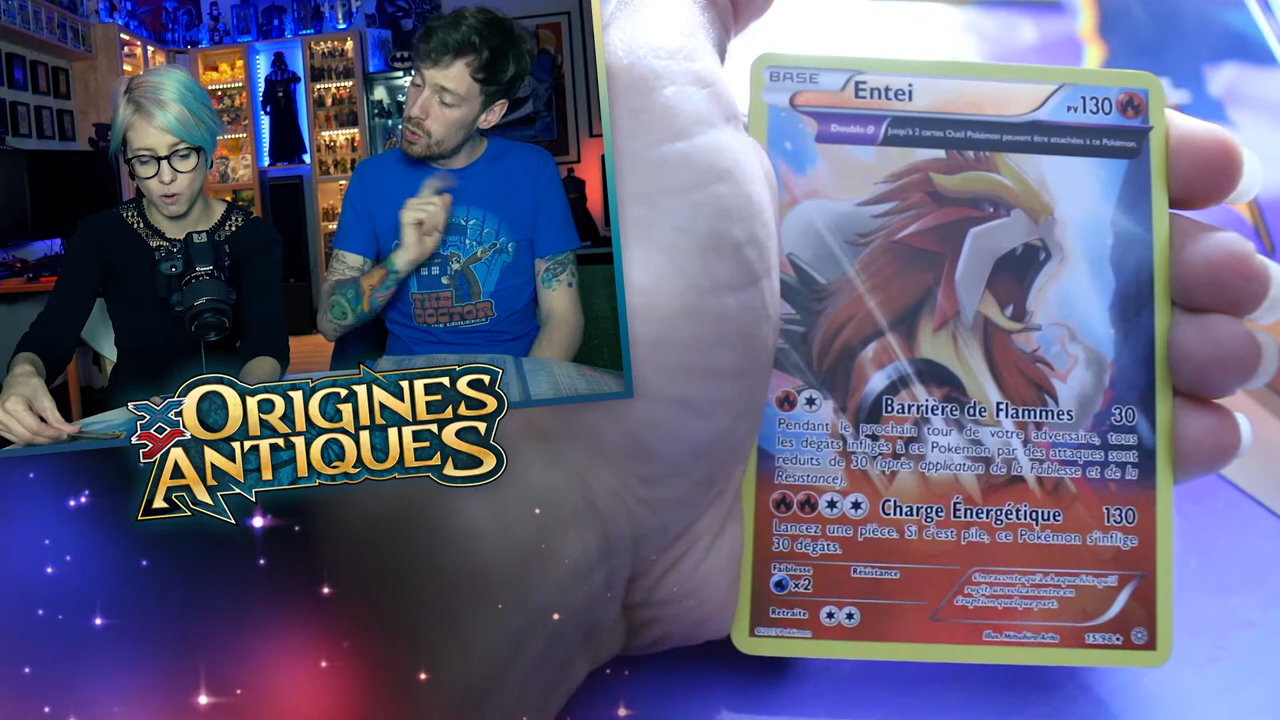 BASE
Entei
PV130
Double Ω
Jusqu'à 2 cartes Outil Pokémon peuvent être attachées à ce Pokémon.
Canon
THE
DOCTOR
XY
ORIGINES
ANTIQUES
Barrière de Flammes 30
Pendant le prochain tour de votre adversaire, tous
les dégâts infligés à ce Pokémon par des attaques sont
réduits de 30 (après application de la Faiblesse et de la
Résistance).
Charge Énergétique 130
Lancez une pièce. Si c'est pile, ce Pokémon s'inflige
30 dégâts.
Faiblesse
Résistance
x2
On raconte qu'à chaque fois qu'il
rugit, un volcan entre en
éruption quelque part.
Retraite
©2015 Pokémon
Illus. Mitsuhiro Arita
15/98